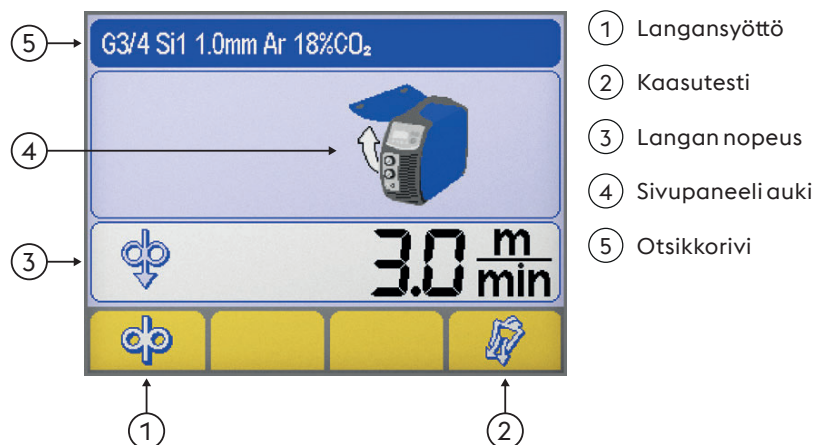 5
G3/4 Si1 1.0mm Ar 18%CO₂
4
3
3.0 m/min
1
2
1 Langansyöttö
2 Kaasutesti
3 Langan nopeus
4 Sivupaneeli auki
5 Otsikkorivi